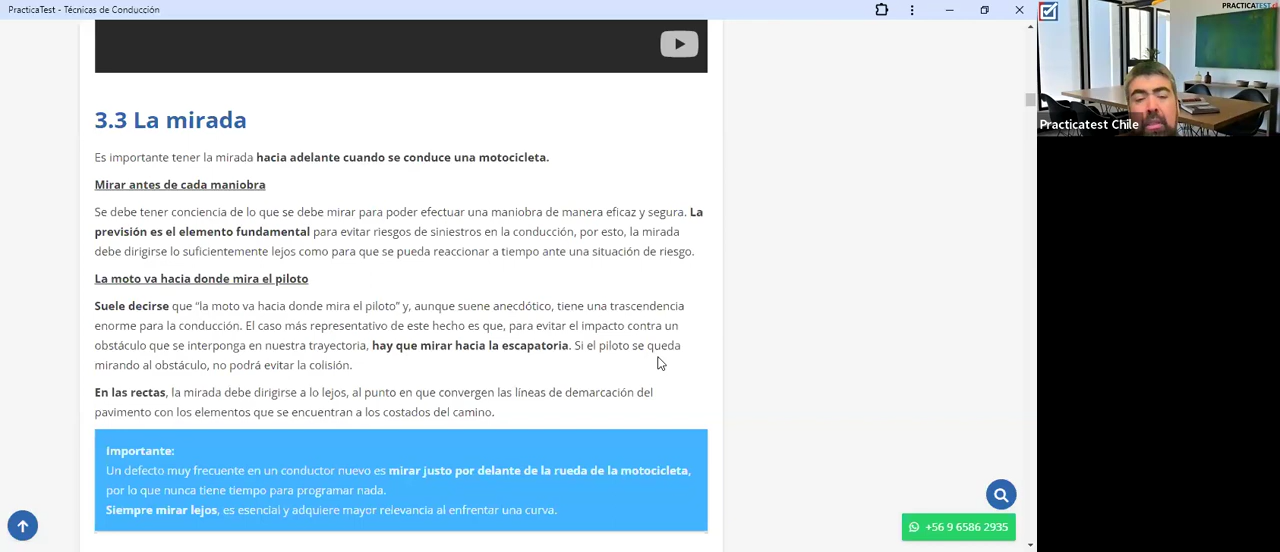 PracticaTest - Técnicas de Conducción
3.3 La mirada
Es importante tener la mirada hacia adelante cuando se conduce una motocicleta.
Mirar antes de cada maniobra
Se debe tener conciencia de lo que se debe mirar para poder efectuar una maniobra de manera eficaz y segura. La
previsión es el elemento fundamental para evitar riesgos de siniestros en la conducción, por esto, la mirada
debe dirigirse lo suficientemente lejos como para que se pueda reaccionar a tiempo ante una situación de riesgo.
La moto va hacia donde mira el piloto
Suele decirse que “la moto va hacia donde mira el piloto” y, aunque suene anecdótico, tiene una trascendencia
enorme para la conducción. El caso más representativo de este hecho es que, para evitar el impacto contra un
obstáculo que se interponga en nuestra trayectoria, hay que mirar hacia la escapatoria. Si el piloto se queda
mirando al obstáculo, no podrá evitar la colisión.
En las rectas, la mirada debe dirigirse a lo lejos, al punto en que convergen las líneas de demarcación del
pavimento con los elementos que se encuentran a los costados del camino.
Importante:
Un defecto muy frecuente en un conductor nuevo es mirar justo por delante de la rueda de la motocicleta,
por lo que nunca tiene tiempo para programar nada.
Siempre mirar lejos, es esencial y adquiere mayor relevancia al enfrentar una curva.
+56 9 6586 2935
PRACTICATEST.cl
Practicatest Chile